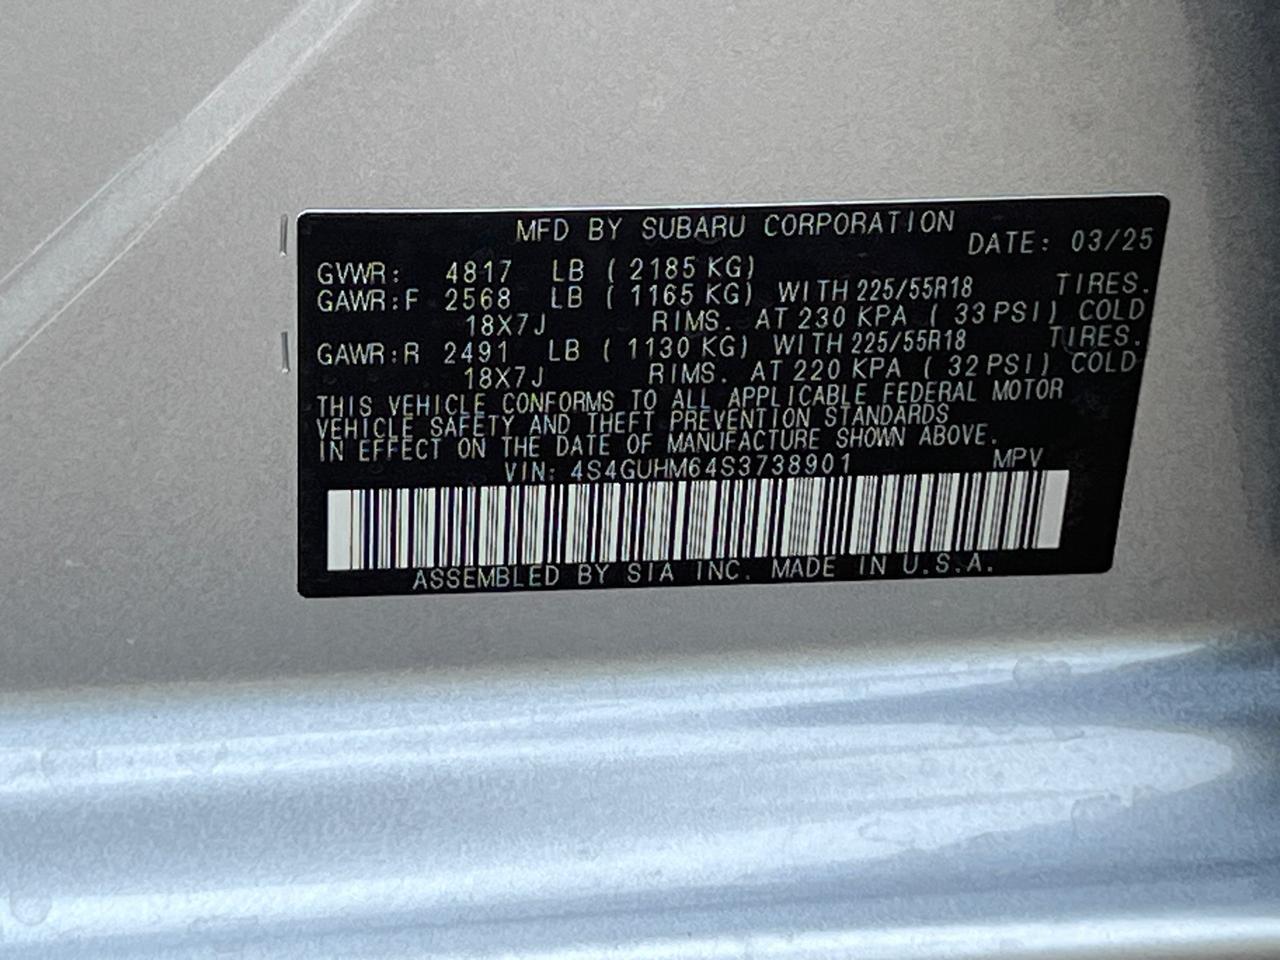 MFD BY SUBARU CORPORATION DATE: 03/25
GVWR: 4817 LB ( 2185 KG)
GAWR:F 2568 LB ( 1165 KG) WITH 225/55R18 TIRES.
18X7J RIMS. AT 230 KPA ( 33 PSI) COLD
GAWR:R 2491 LB ( 1130 KG) WITH 225/55R18 TIRES.
18X7J RIMS. AT 220 KPA ( 32 PSI) COLD
THIS VEHICLE CONFORMS TO ALL APPLICABLE FEDERAL MOTOR
VEHICLE SAFETY AND THEFT PREVENTION STANDARDS
IN EFFECT ON THE DATE OF MANUFACTURE SHOWN ABOVE.
VIN: 4S4GUHM64S3738901 MPV
ASSEMBLED BY SIA INC. MADE IN U.S.A.